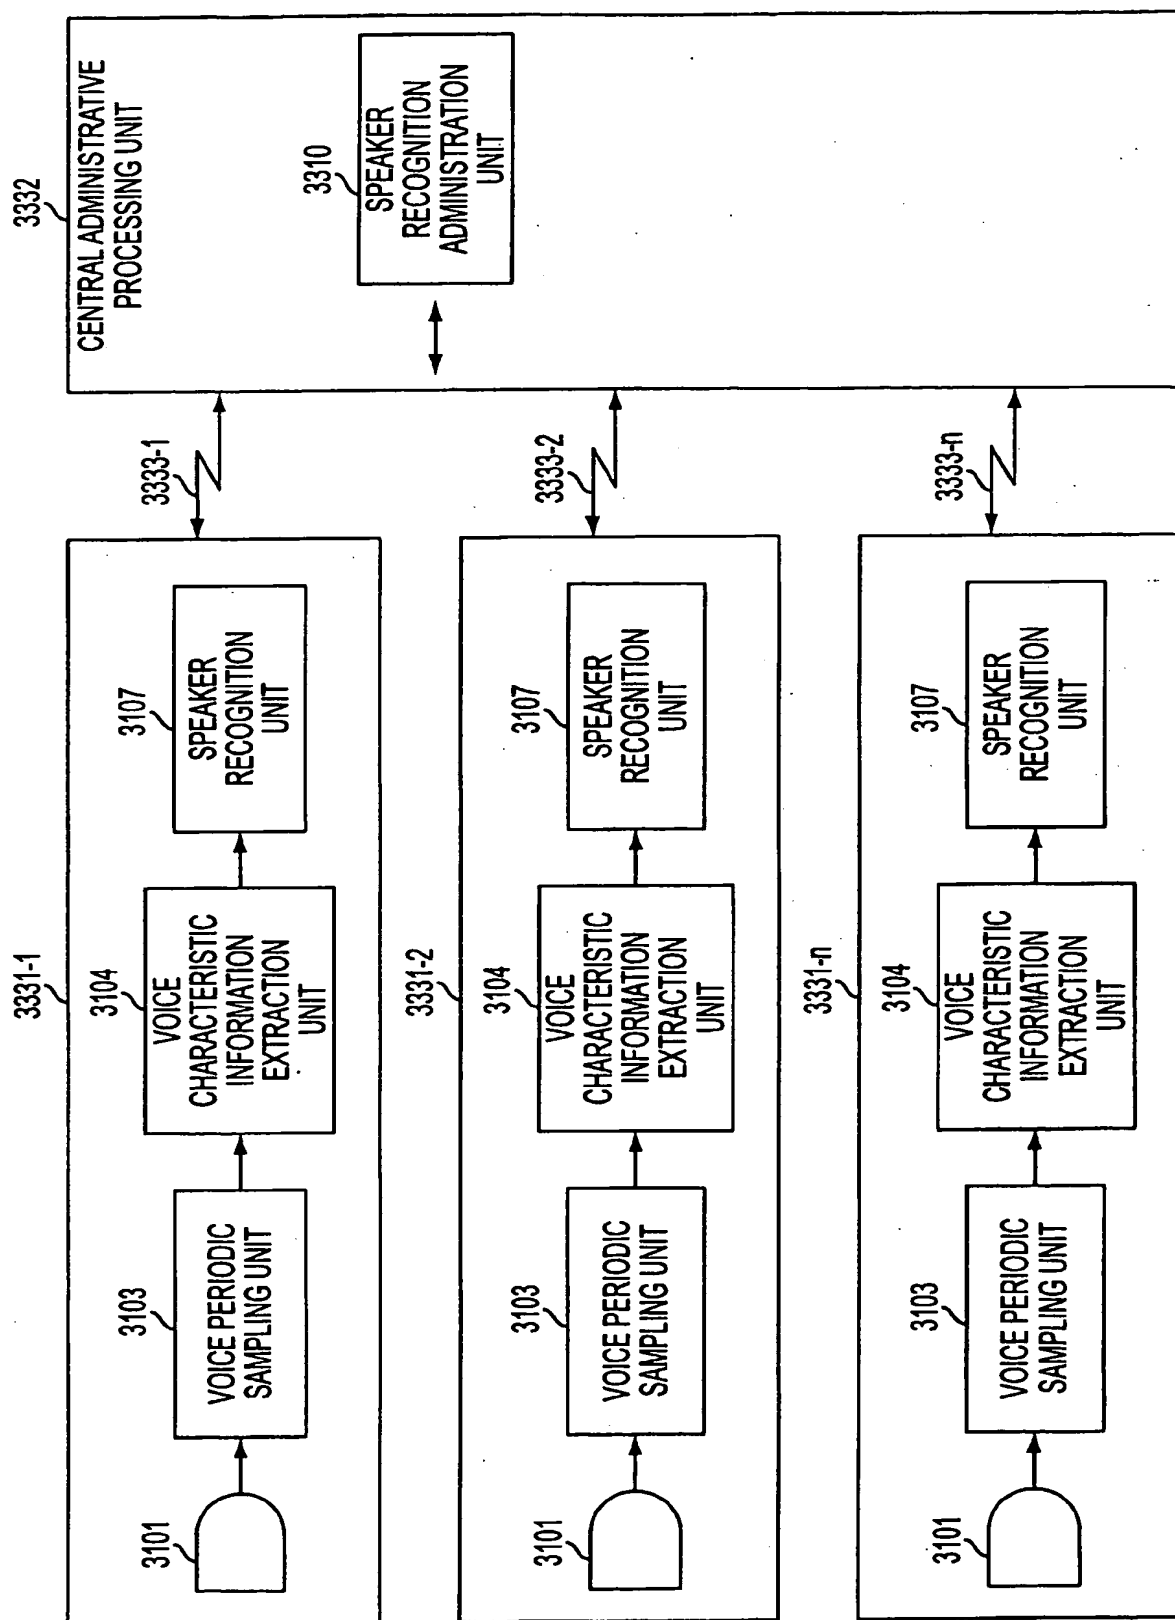 3331-1
3101
3103
VOICE PERIODIC
SAMPLING UNIT
3104
VOICE
CHARACTERISTIC
INFORMATION
EXTRACTION
UNIT
3107
SPEAKER
RECOGNITION
UNIT
3333-1
3332
CENTRAL ADMINISTRATIVE
PROCESSING UNIT
3310
SPEAKER
RECOGNITION
ADMINISTRATION
UNIT
3331-2
3101
3103
VOICE PERIODIC
SAMPLING UNIT
3104
VOICE
CHARACTERISTIC
INFORMATION
EXTRACTION
UNIT
3107
SPEAKER
RECOGNITION
UNIT
3333-2
3331-n
3101
3103
VOICE PERIODIC
SAMPLING UNIT
3104
VOICE
CHARACTERISTIC
INFORMATION
EXTRACTION
UNIT
3107
SPEAKER
RECOGNITION
UNIT
3333-n